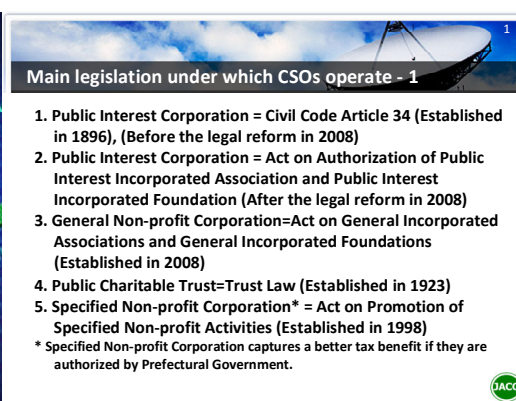 1
Main legislation under which CSOs operate - 1
1. Public Interest Corporation = Civil Code Article 34 (Established
in 1896), (Before the legal reform in 2008)
2. Public Interest Corporation = Act on Authorization of Public
Interest Incorporated Association and Public Interest
Incorporated Foundation (After the legal reform in 2008)
3. General Non-profit Corporation=Act on General Incorporated
Associations and General Incorporated Foundations
(Established in 2008)
4. Public Charitable Trust=Trust Law (Established in 1923)
5. Specified Non-profit Corporation* = Act on Promotion of
Specified Non-profit Activities (Established in 1998)
* Specified Non-profit Corporation captures a better tax benefit if they are
authorized by Prefectural Government.